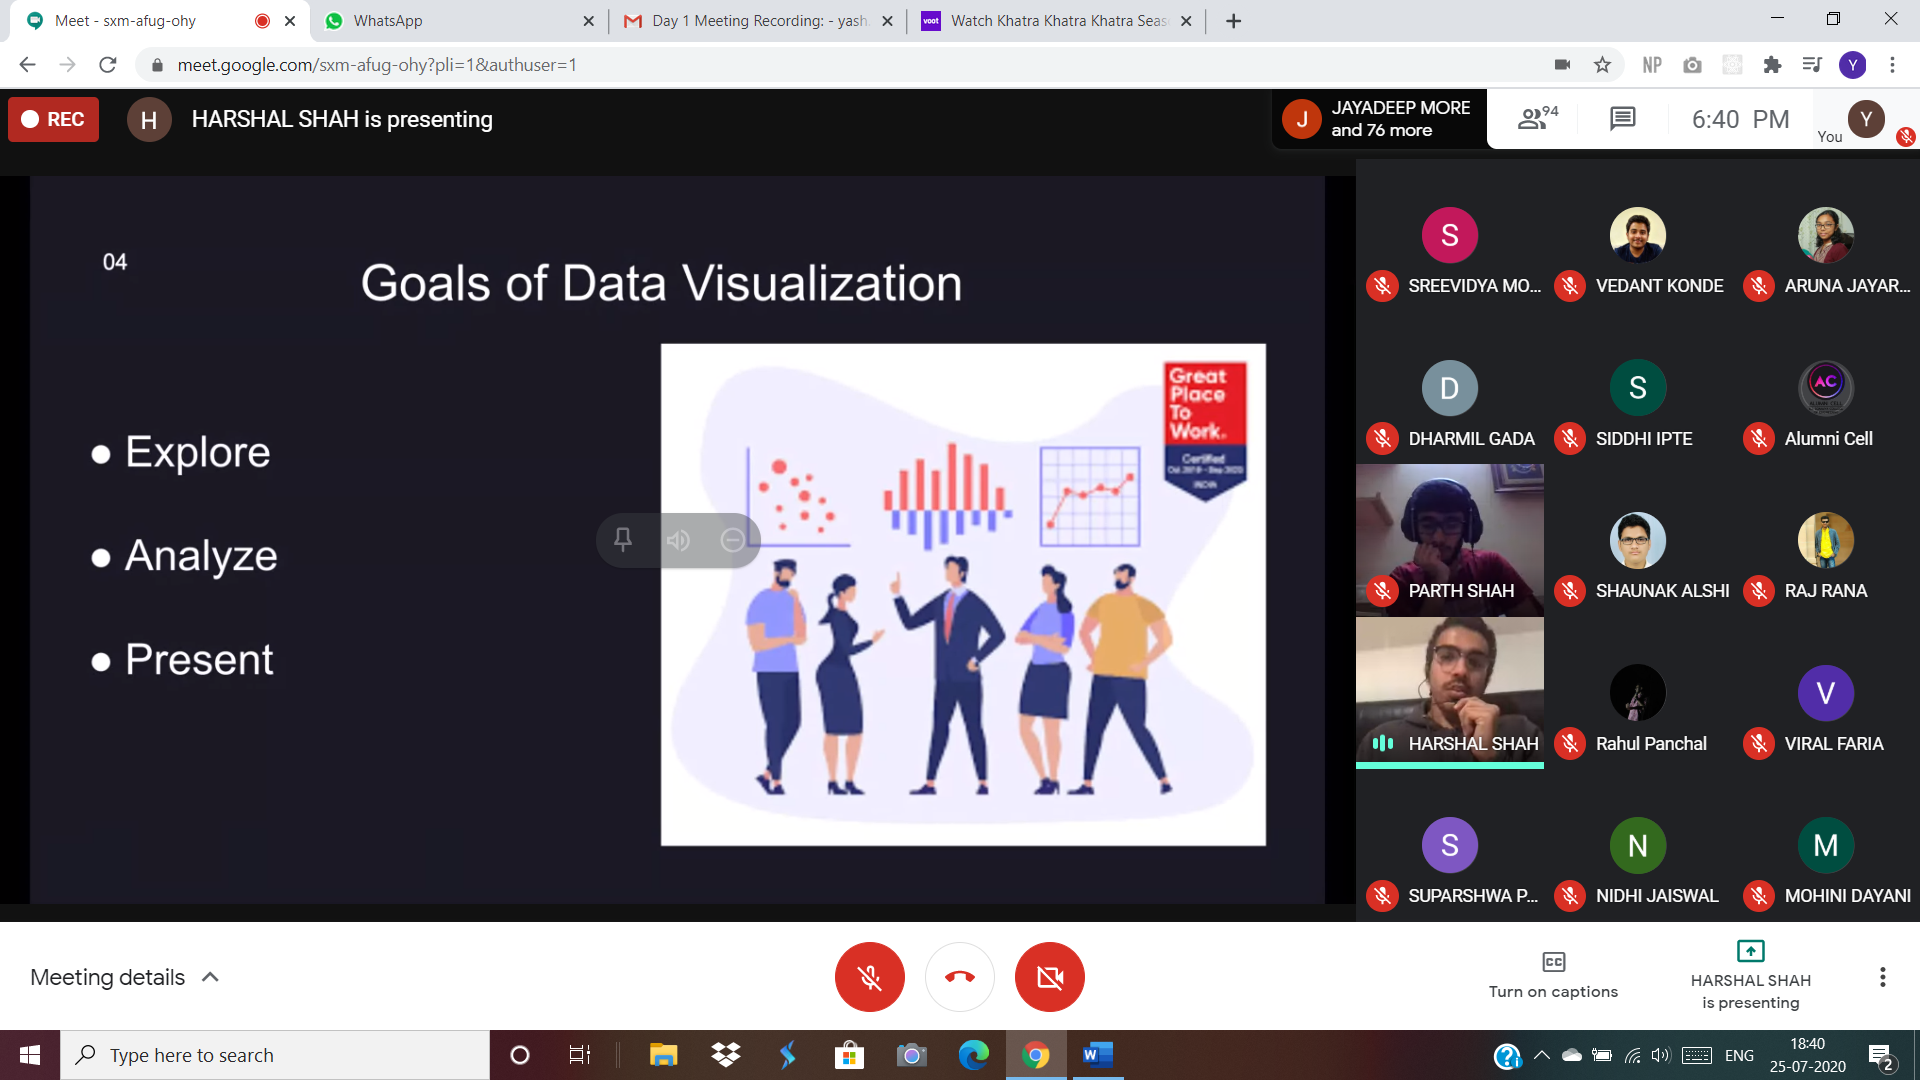 Meet - sxm-afug-ohy
WhatsApp
Day 1 Meeting Recording: - yash
Watch Khatra Khatra Khatra Seas
meet.google.com/sxm-afug-ohy?pli=1&authuser=1
NP
Y
REC
H
HARSHAL SHAH is presenting
J
JAYADEEP MORE
and 76 more
94
6:40 PM
You
Y
04
Goals of Data Visualization
Explore
Analyze
Present
Great
Place
To
Work.
Certified
INDIA
S
SREEVIDYA MO...
VEDANT KONDE
ARUNA JAYAR...
D
DHARMIL GADA
S
SIDDHI IPTE
AC
Alumni Cell
PARTH SHAH
SHAUNAK ALSHI
RAJ RANA
HARSHAL SHAH
Rahul Panchal
V
VIRAL FARIA
S
SUPARSHWA P...
N
NIDHI JAISWAL
M
MOHINI DAYANI
Meeting details
CC
Turn on captions
HARSHAL SHAH
is presenting
Type here to search
ENG
18:40
25-07-2020
2